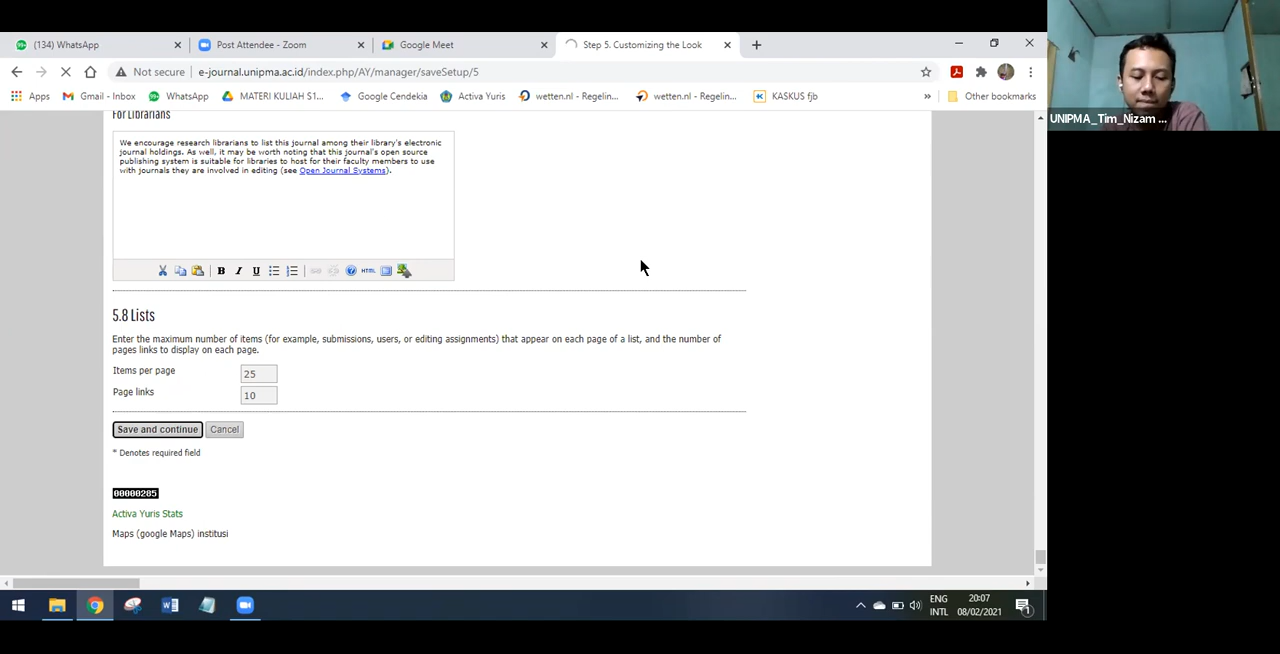 (134) WhatsApp
Post Attendee - Zoom
Google Meet
Step 5. Customizing the Look
Not secure
e-journal.unipma.ac.id/index.php/AY/manager/saveSetup/5
Apps
Gmail - Inbox
WhatsApp
MATERI KULIAH S1...
Google Cendekia
Activa Yuris
wetten.nl - Regelin...
wetten.nl - Regelin...
KASKUS fjb
»
Other bookmarks
UNIPMA_Tim_Nizam ...
For Librarians
We encourage research librarians to list this journal among their library's electronic
journal holdings. As well, it may be worth noting that this journal's open source
publishing system is suitable for libraries to host for their faculty members to use
with journals they are involved in editing (see Open Journal Systems).
B I U
HTML
5.8 Lists
Enter the maximum number of items (for example, submissions, users, or editing assignments) that appear on each page of a list, and the number of
pages links to display on each page.
Items per page
25
Page links
10
Save and continue
Cancel
* Denotes required field
00000285
Activa Yuris Stats
Maps (google Maps) institusi
ENG
INTL
20:07
08/02/2021
1